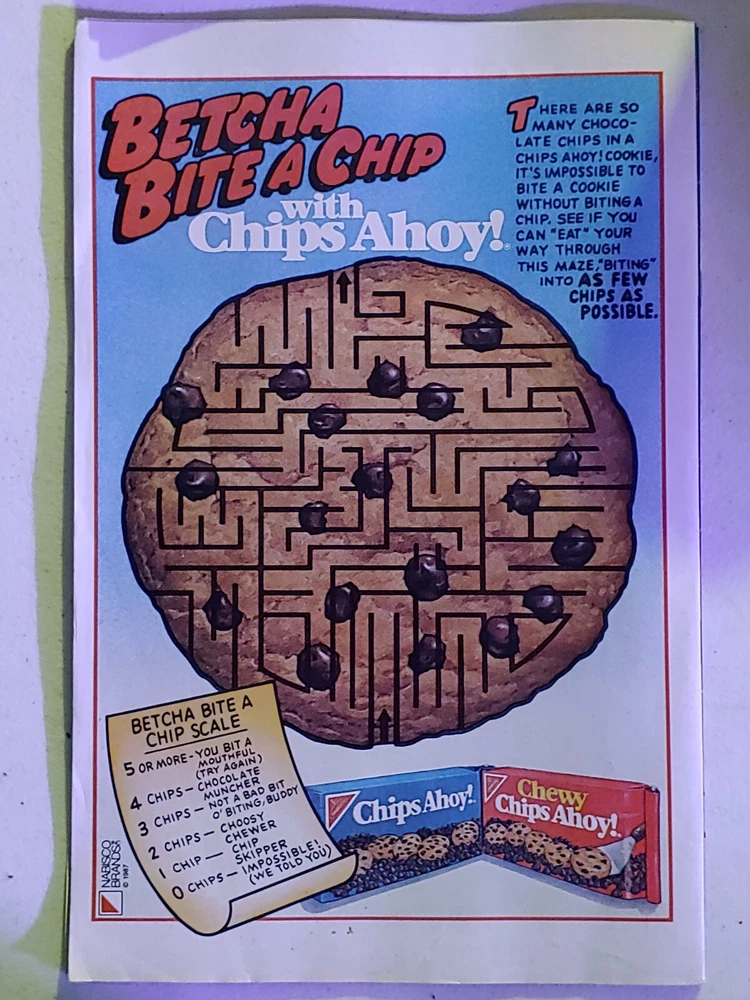 BETCHA
BITE A CHIP
with
Chips Ahoy!®
THERE ARE SO
MANY CHOCO-
LATE CHIPS IN A
CHIPS AHOY! COOKIE,
IT'S IMPOSSIBLE TO
BITE A COOKIE
WITHOUT BITING A
CHIP. SEE IF YOU
CAN "EAT" YOUR
WAY THROUGH
THIS MAZE, "BITING"
INTO AS FEW
CHIPS AS
POSSIBLE.
BETCHA BITE A
CHIP SCALE
5 OR MORE-YOU BIT A
MOUTHFUL
(TRY AGAIN)
4 CHIPS-CHOCOLATE
MUNCHER
3 CHIPS-NOT A BAD BIT
O' BITING, BUDDY
2 CHIPS-CHOOSY
CHEWER
1 CHIP-CHIP
SKIPPER
0 CHIPS-IMPOSSIBLE!
(WE TOLD YOU)
NABISCO
BRANDS
© 1987
Chips Ahoy!
Chewy
Chips Ahoy!